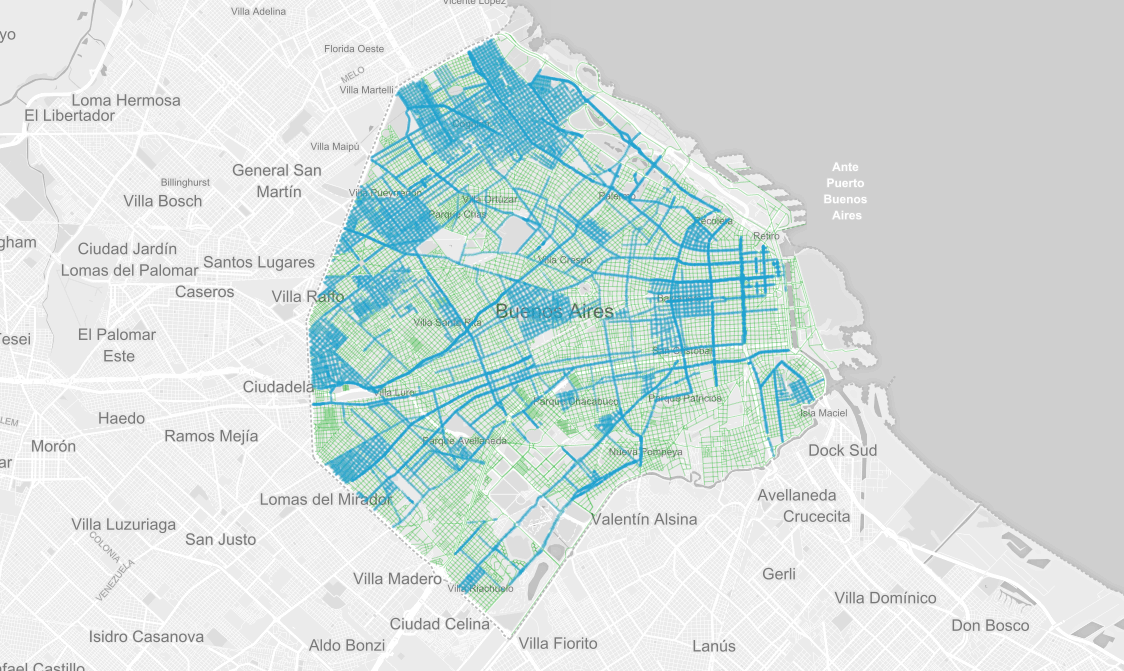 Villa Adelina
Vicente López
yo
Florida Oeste
MELO
Villa Martelli
Loma Hermosa
El Libertador
Villa Maipú
General San
Martín
Billinghurst
Villa Bosch
Villa Pueyrredón
Villa Ortúzar
Parque Chas
Palermo
Recoleta
Retiro
Ante
Puerto
Buenos
Aires
gham
Ciudad Jardín
Lomas del Palomar
Santos Lugares
Caseros
Villa Raffo
Villa Crespo
Buenos Aires
Villa Santa Rita
El Palomar
Este
Tesei
San Cristóbal
Ciudadela
Villa Luro
Parque Chacabuco
Parque Patricios
Isla Maciel
Haedo
LEM
Morón
Ramos Mejía
Parque Avellaneda
Nueva Pompeya
Dock Sud
ar
Lomas del Mirador
Avellaneda
Crucecita
Valentín Alsina
Villa Luzuriaga
San Justo
COLONIA
VENEZUELA
Villa Madero
Villa Riachuelo
Gerli
Villa Domínico
Don Bosco
Ciudad Celina
Isidro Casanova
Aldo Bonzi
Villa Fiorito
Lanús
fael Castillo